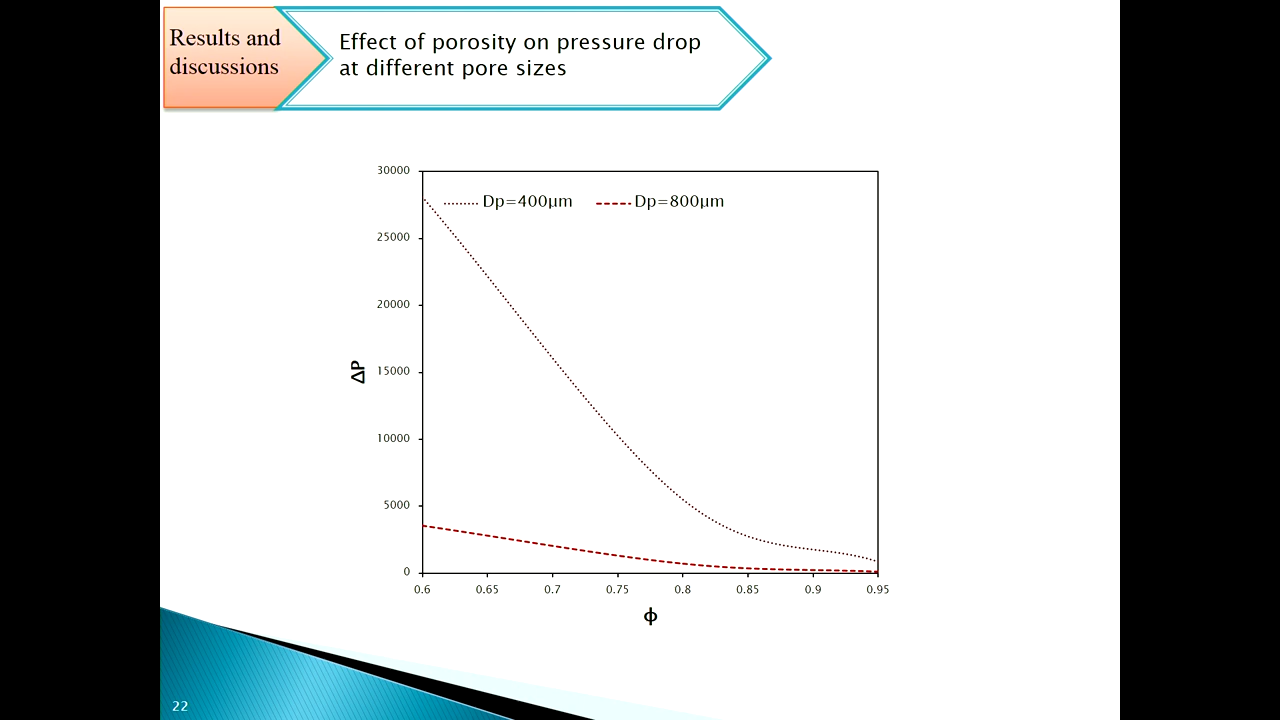 Results and
discussions
Effect of porosity on pressure drop
at different pore sizes
30000
25000
20000
15000
10000
5000
0
Dp=400µm
Dp=800µm
ΔP
0.6
0.65
0.7
0.75
0.8
0.85
0.9
0.95
ϕ
22